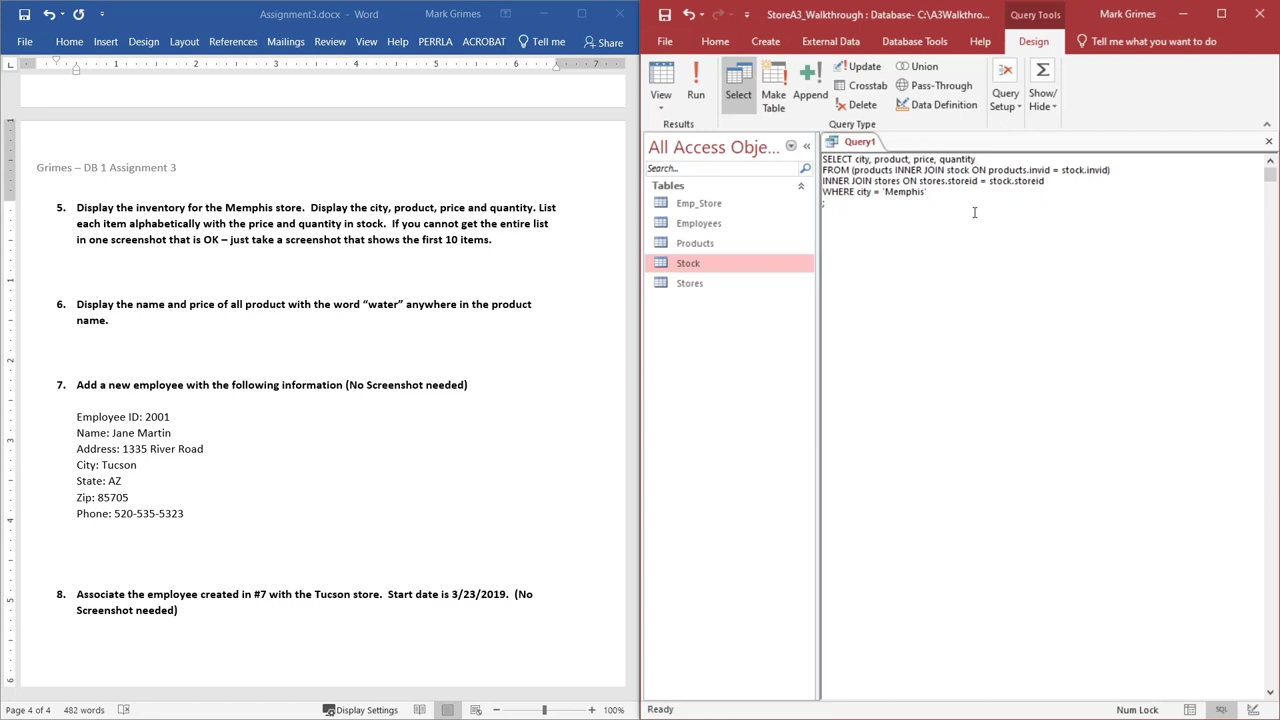 Assignment3.docx - Word
Mark Grimes
File Home Insert Design Layout References Mailings Review View Help PERRLA ACROBAT Tell me Share
1 2 3 4 5 6 7
Grimes – DB 1 Assignment 3
5. Display the inventory for the Memphis store. Display the city, product, price and quantity. List
each item alphabetically with the price and quantity in stock. If you cannot get the entire list
in one screenshot that is OK – just take a screenshot that shows the first 10 items.
6. Display the name and price of all product with the word “water” anywhere in the product
name.
7. Add a new employee with the following information (No Screenshot needed)
Employee ID: 2001
Name: Jane Martin
Address: 1335 River Road
City: Tucson
State: AZ
Zip: 85705
Phone: 520-535-5323
8. Associate the employee created in #7 with the Tucson store. Start date is 3/23/2019. (No
Screenshot needed)
Page 4 of 4 482 words Display Settings 100%
StoreA3_Walkthrough : Database- C:\A3Walkthro...
Query Tools
Mark Grimes
File Home Create External Data Database Tools Help Design Tell me what you want to do
View
Run
Results
Select
Make
Table
Append
Update
Crosstab
Delete
Union
Pass-Through
Data Definition
Query Type
Query
Setup
Show/
Hide
All Access Obje...
Search...
Tables
Emp_Store
Employees
Products
Stock
Stores
Query1
SELECT city, product, price, quantity
FROM (products INNER JOIN stock ON products.invid = stock.invid)
INNER JOIN stores ON stores.storeid = stock.storeid
WHERE city = 'Memphis'
;
Ready
Num Lock
SQL